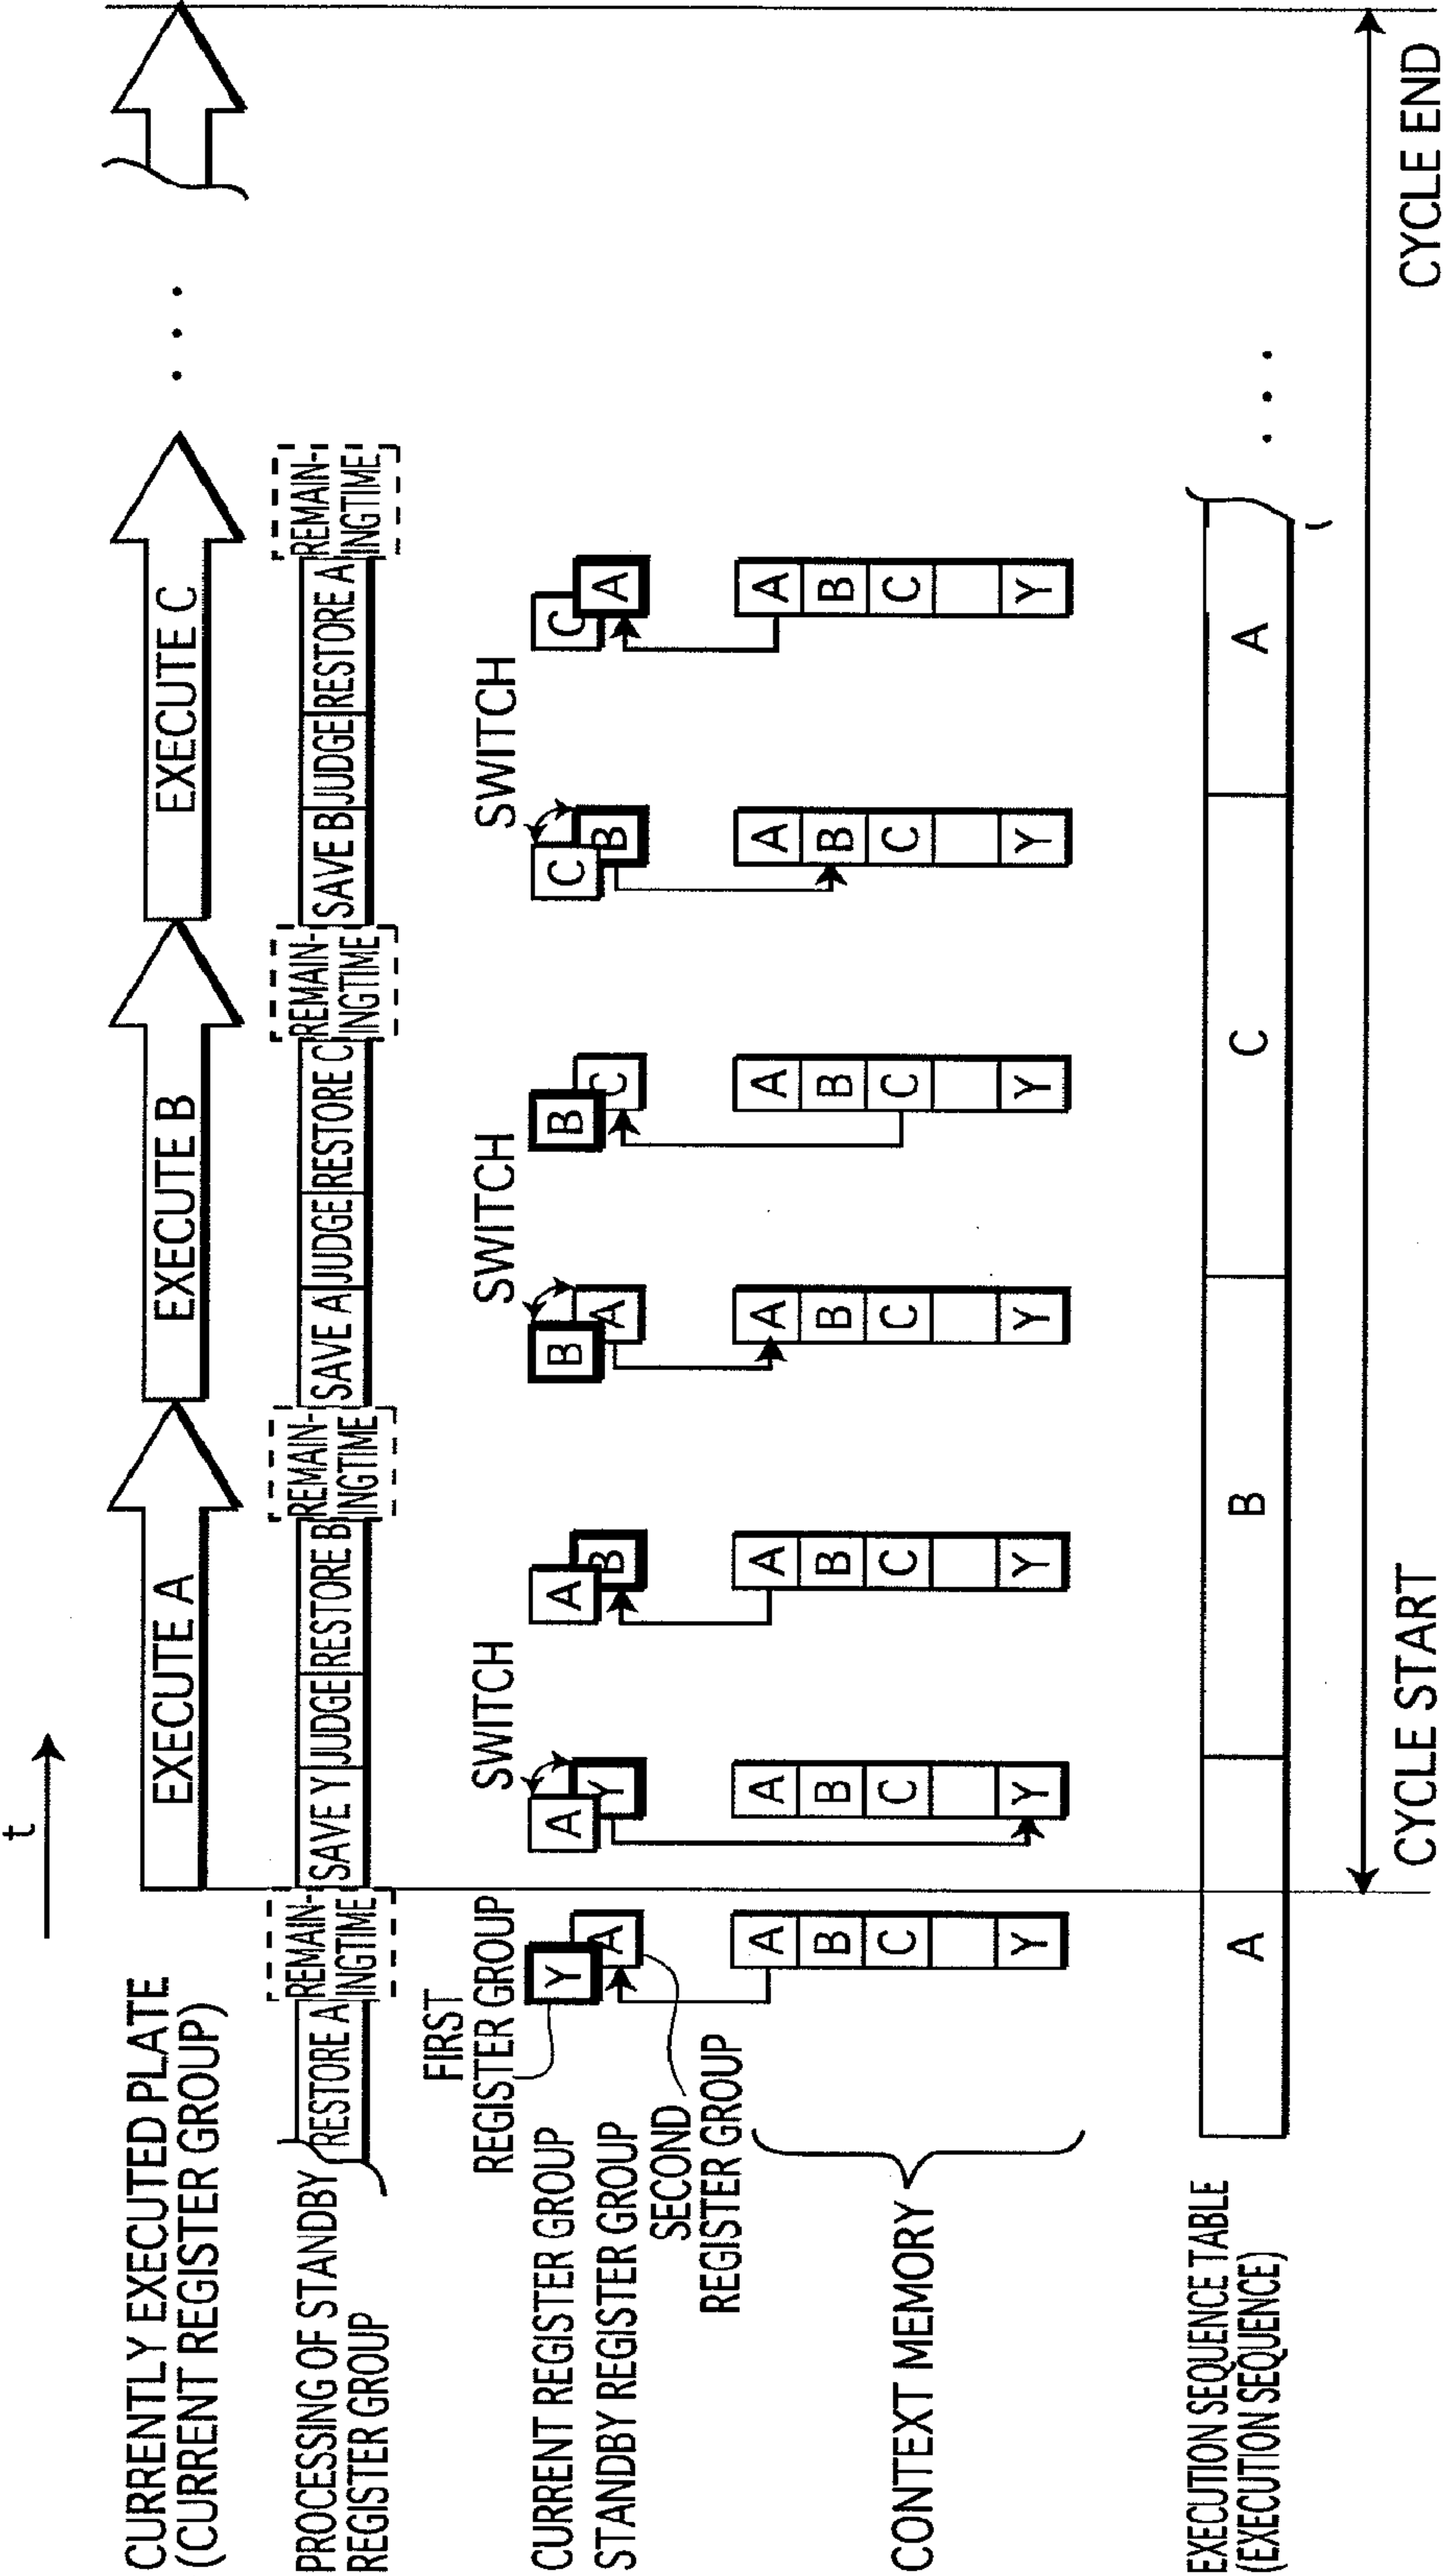 t
CURRENTLY EXECUTED PLATE
(CURRENT REGISTER GROUP)
EXECUTE A
EXECUTE B
EXECUTE C
PROCESSING OF STANDBY
REGISTER GROUP
RESTORE A
REMAIN-
INGTIME
SAVE Y
JUDGE
RESTORE B
REMAIN-
INGTIME
SAVE A
JUDGE
RESTORE C
REMAIN-
INGTIME
SAVE B
JUDGE
RESTORE A
REMAIN-
INGTIME
FIRST
REGISTER GROUP
SWITCH
SWITCH
SWITCH
CURRENT REGISTER GROUP
Y
A
A
B
B
C
C
STANDBY REGISTER GROUP
A
Y
B
A
C
B
A
SECOND
REGISTER GROUP
CONTEXT MEMORY
A
B
C
Y
A
B
C
Y
A
B
C
Y
A
B
C
Y
A
B
C
Y
A
B
C
Y
A
B
C
Y
EXECUTION SEQUENCE TABLE
(EXECUTION SEQUENCE)
A
B
C
A
CYCLE START
CYCLE END